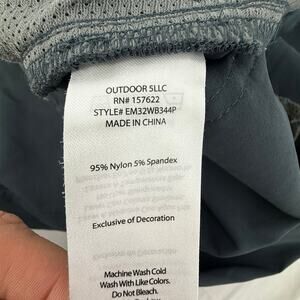 OUTDOOR 5LLC
RN# 157622
STYLE# EM32WB344P
MADE IN CHINA
95% Nylon 5% Spandex
Exclusive of Decoration
Machine Wash Cold
Wash With Like Colors.
Do Not Bleach.